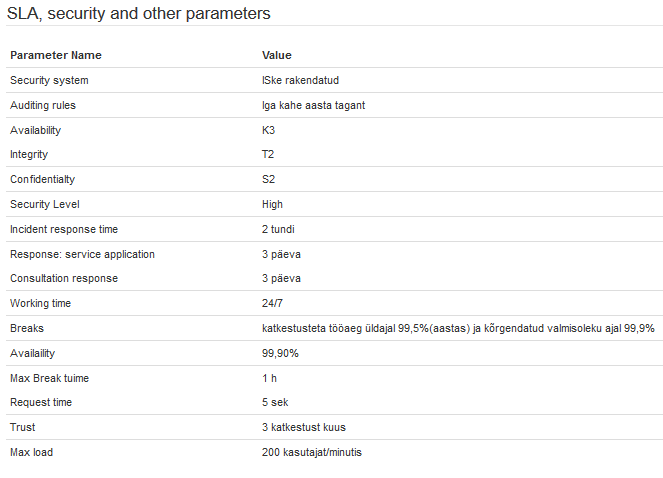 SLA, security and other parameters
Parameter Name Value
Security system ISke rakendatud
Auditing rules Iga kahe aasta tagant
Availability K3
Integrity T2
Confidentialty S2
Security Level High
Incident response time 2 tundi
Response: service application 3 päeva
Consultation response 3 päeva
Working time 24/7
Breaks katkestusteta tööaeg üldajal 99,5%(aastas) ja kõrgendatud valmisoleku ajal 99,9%
Availaility 99,90%
Max Break tuime 1 h
Request time 5 sek
Trust 3 katkestust kuus
Max load 200 kasutajat/minutis